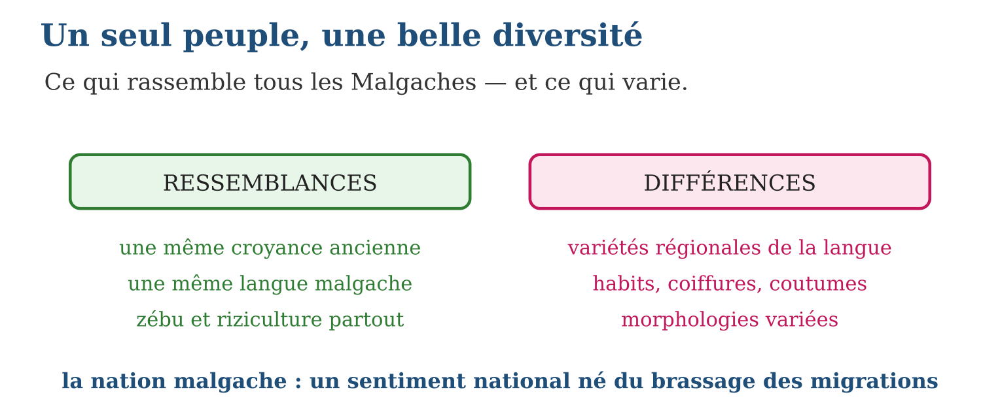 Un seul peuple, une belle diversité
Ce qui rassemble tous les Malgaches — et ce qui varie.
RESSEMBLANCES
une même croyance ancienne
une même langue malgache
zébu et riziculture partout
DIFFÉRENCES
variétés régionales de la langue
habits, coiffures, coutumes
morphologies variées
la nation malgache : un sentiment national né du brassage des migrations